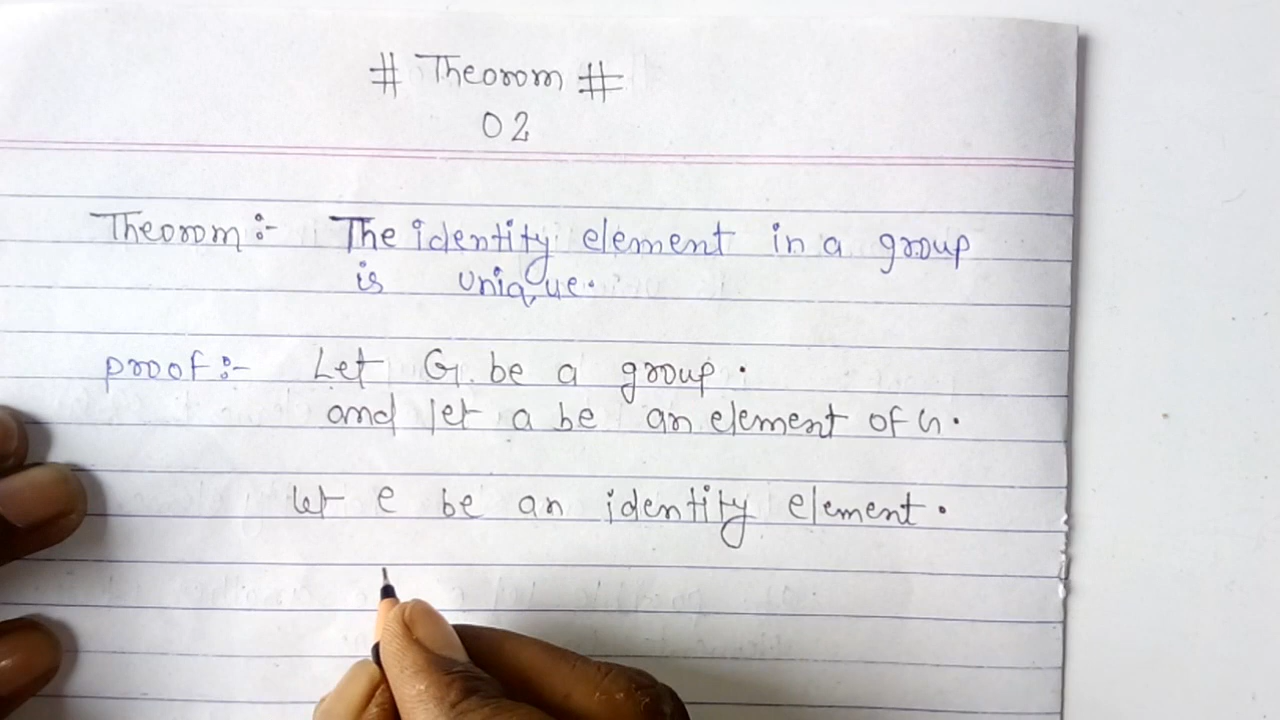 # Theorom #
02
Theorom:- The identity element in a group
is unique.
proof:- Let G be a group.
and let a be an element of G.
let e be an identity element.